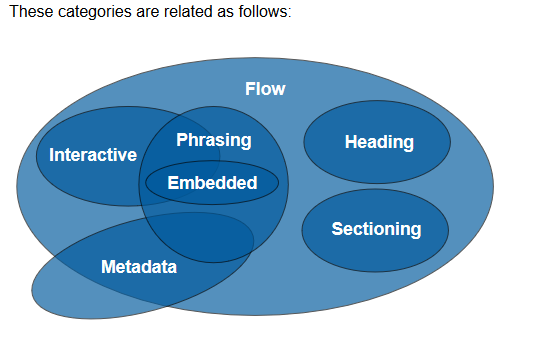 These categories are related as follows:
Flow
Phrasing
Heading
Interactive
Embedded
Sectioning
Metadata